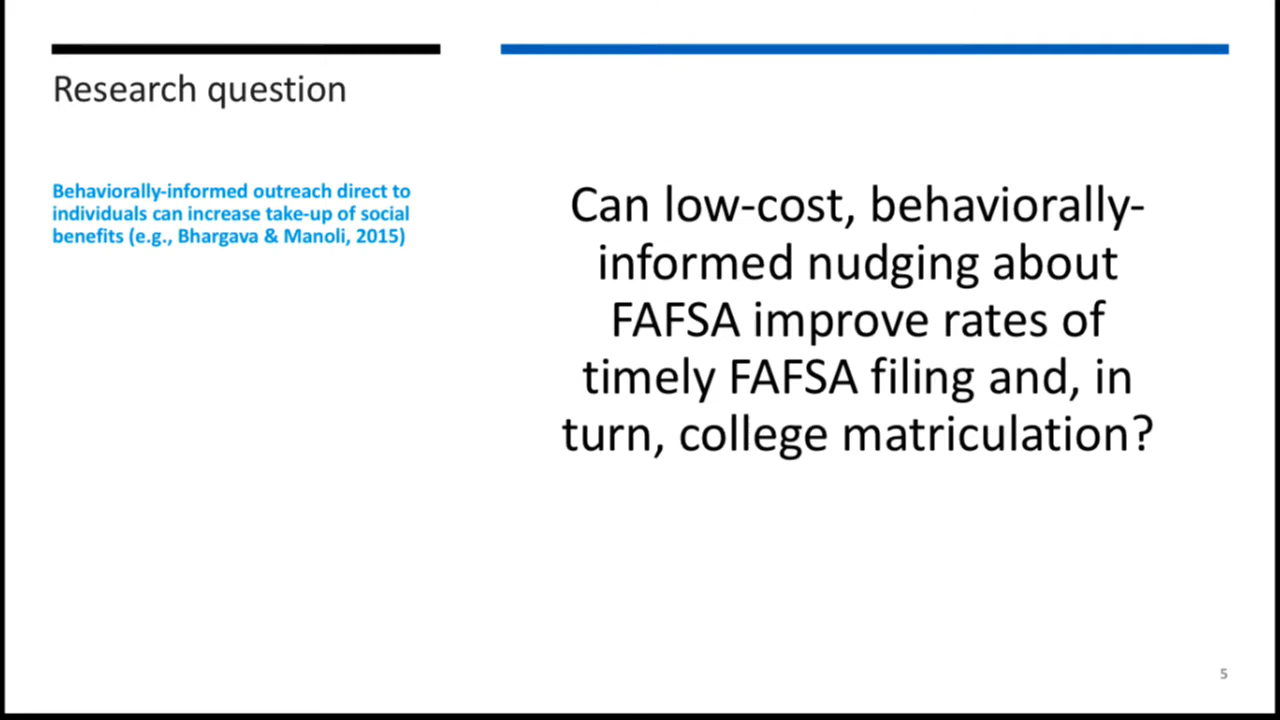 Research question
Behaviorally-informed outreach direct to
individuals can increase take-up of social
benefits (e.g., Bhargava & Manoli, 2015)
Can low-cost, behaviorally-
informed nudging about
FAFSA improve rates of
timely FAFSA filing and, in
turn, college matriculation?
5